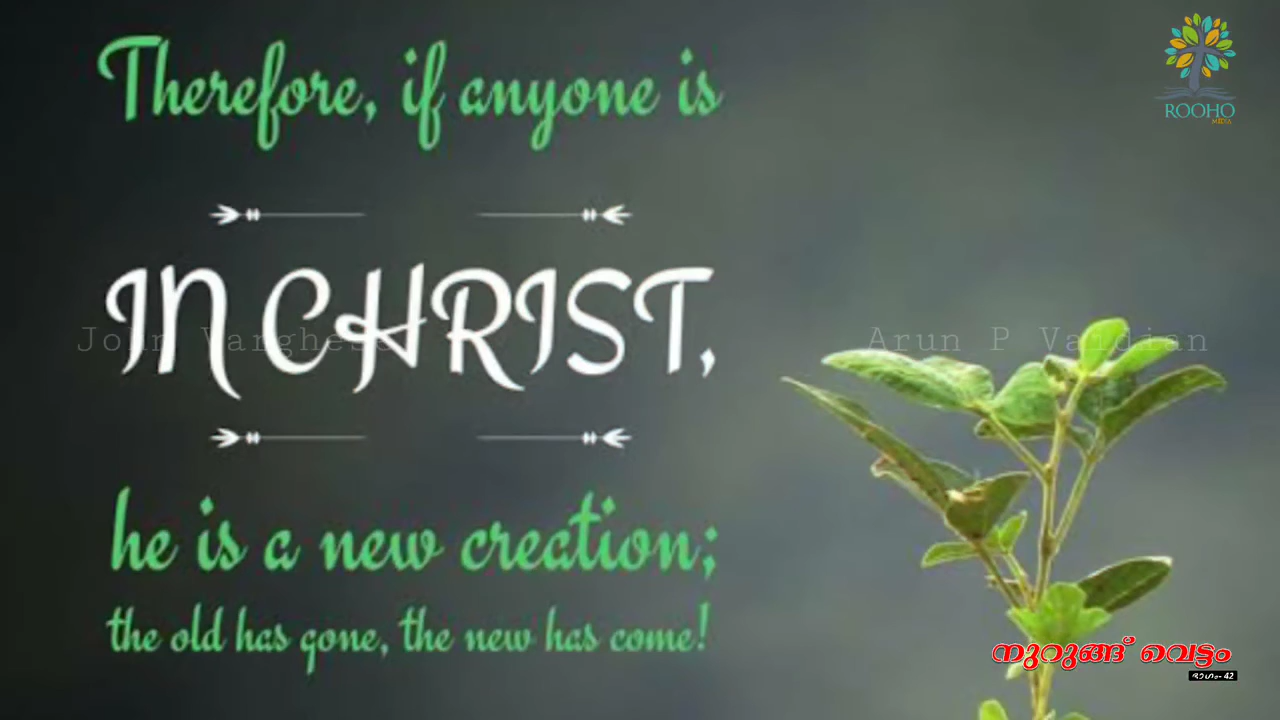 Therefore, if anyone is
ROOHO
MEDIA
IN CHRIST,
John Varghese
Arun P Vaidian
he is a new creation;
the old has gone, the new has come!
നുറുങ്ങ് വെട്ടം
ഭാഗം- 42